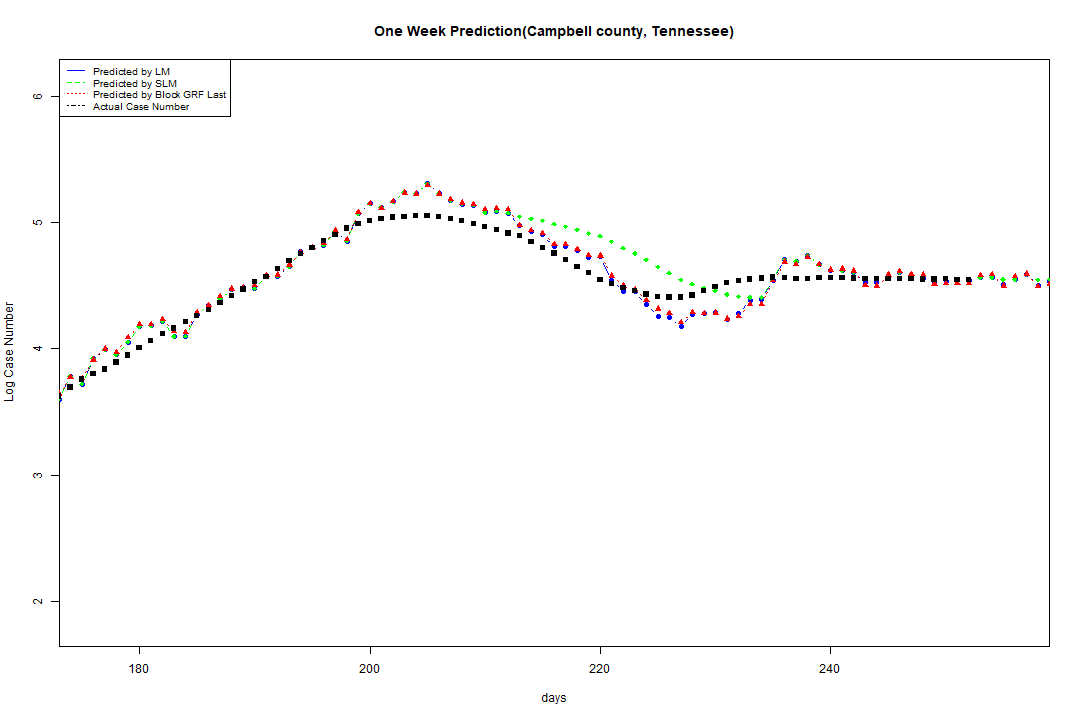 One Week Prediction(Campbell county, Tennessee)
Predicted by LM
Predicted by SLM
Predicted by Block GRF Last
Actual Case Number
6
5
4
3
2
Log Case Number
180 200 220 240
days